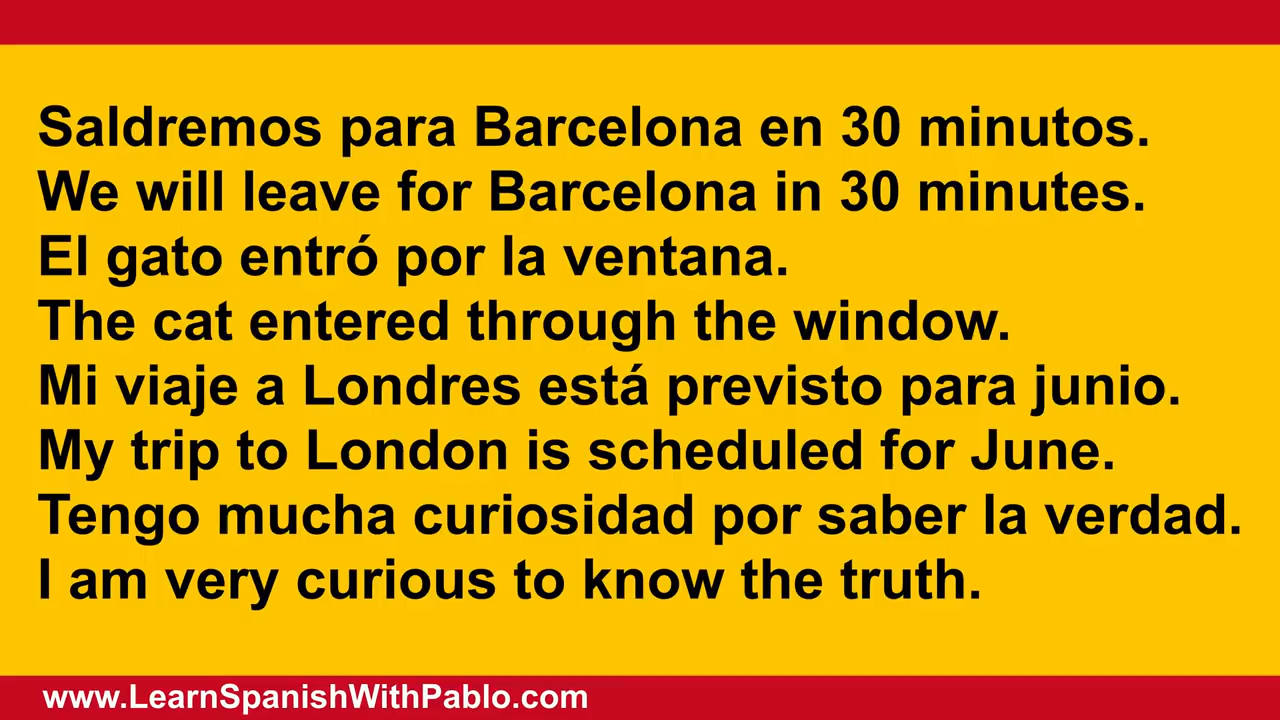 Saldremos para Barcelona en 30 minutos.
We will leave for Barcelona in 30 minutes.
El gato entró por la ventana.
The cat entered through the window.
Mi viaje a Londres está previsto para junio.
My trip to London is scheduled for June.
Tengo mucha curiosidad por saber la verdad.
I am very curious to know the truth.
www.LearnSpanishWithPablo.com